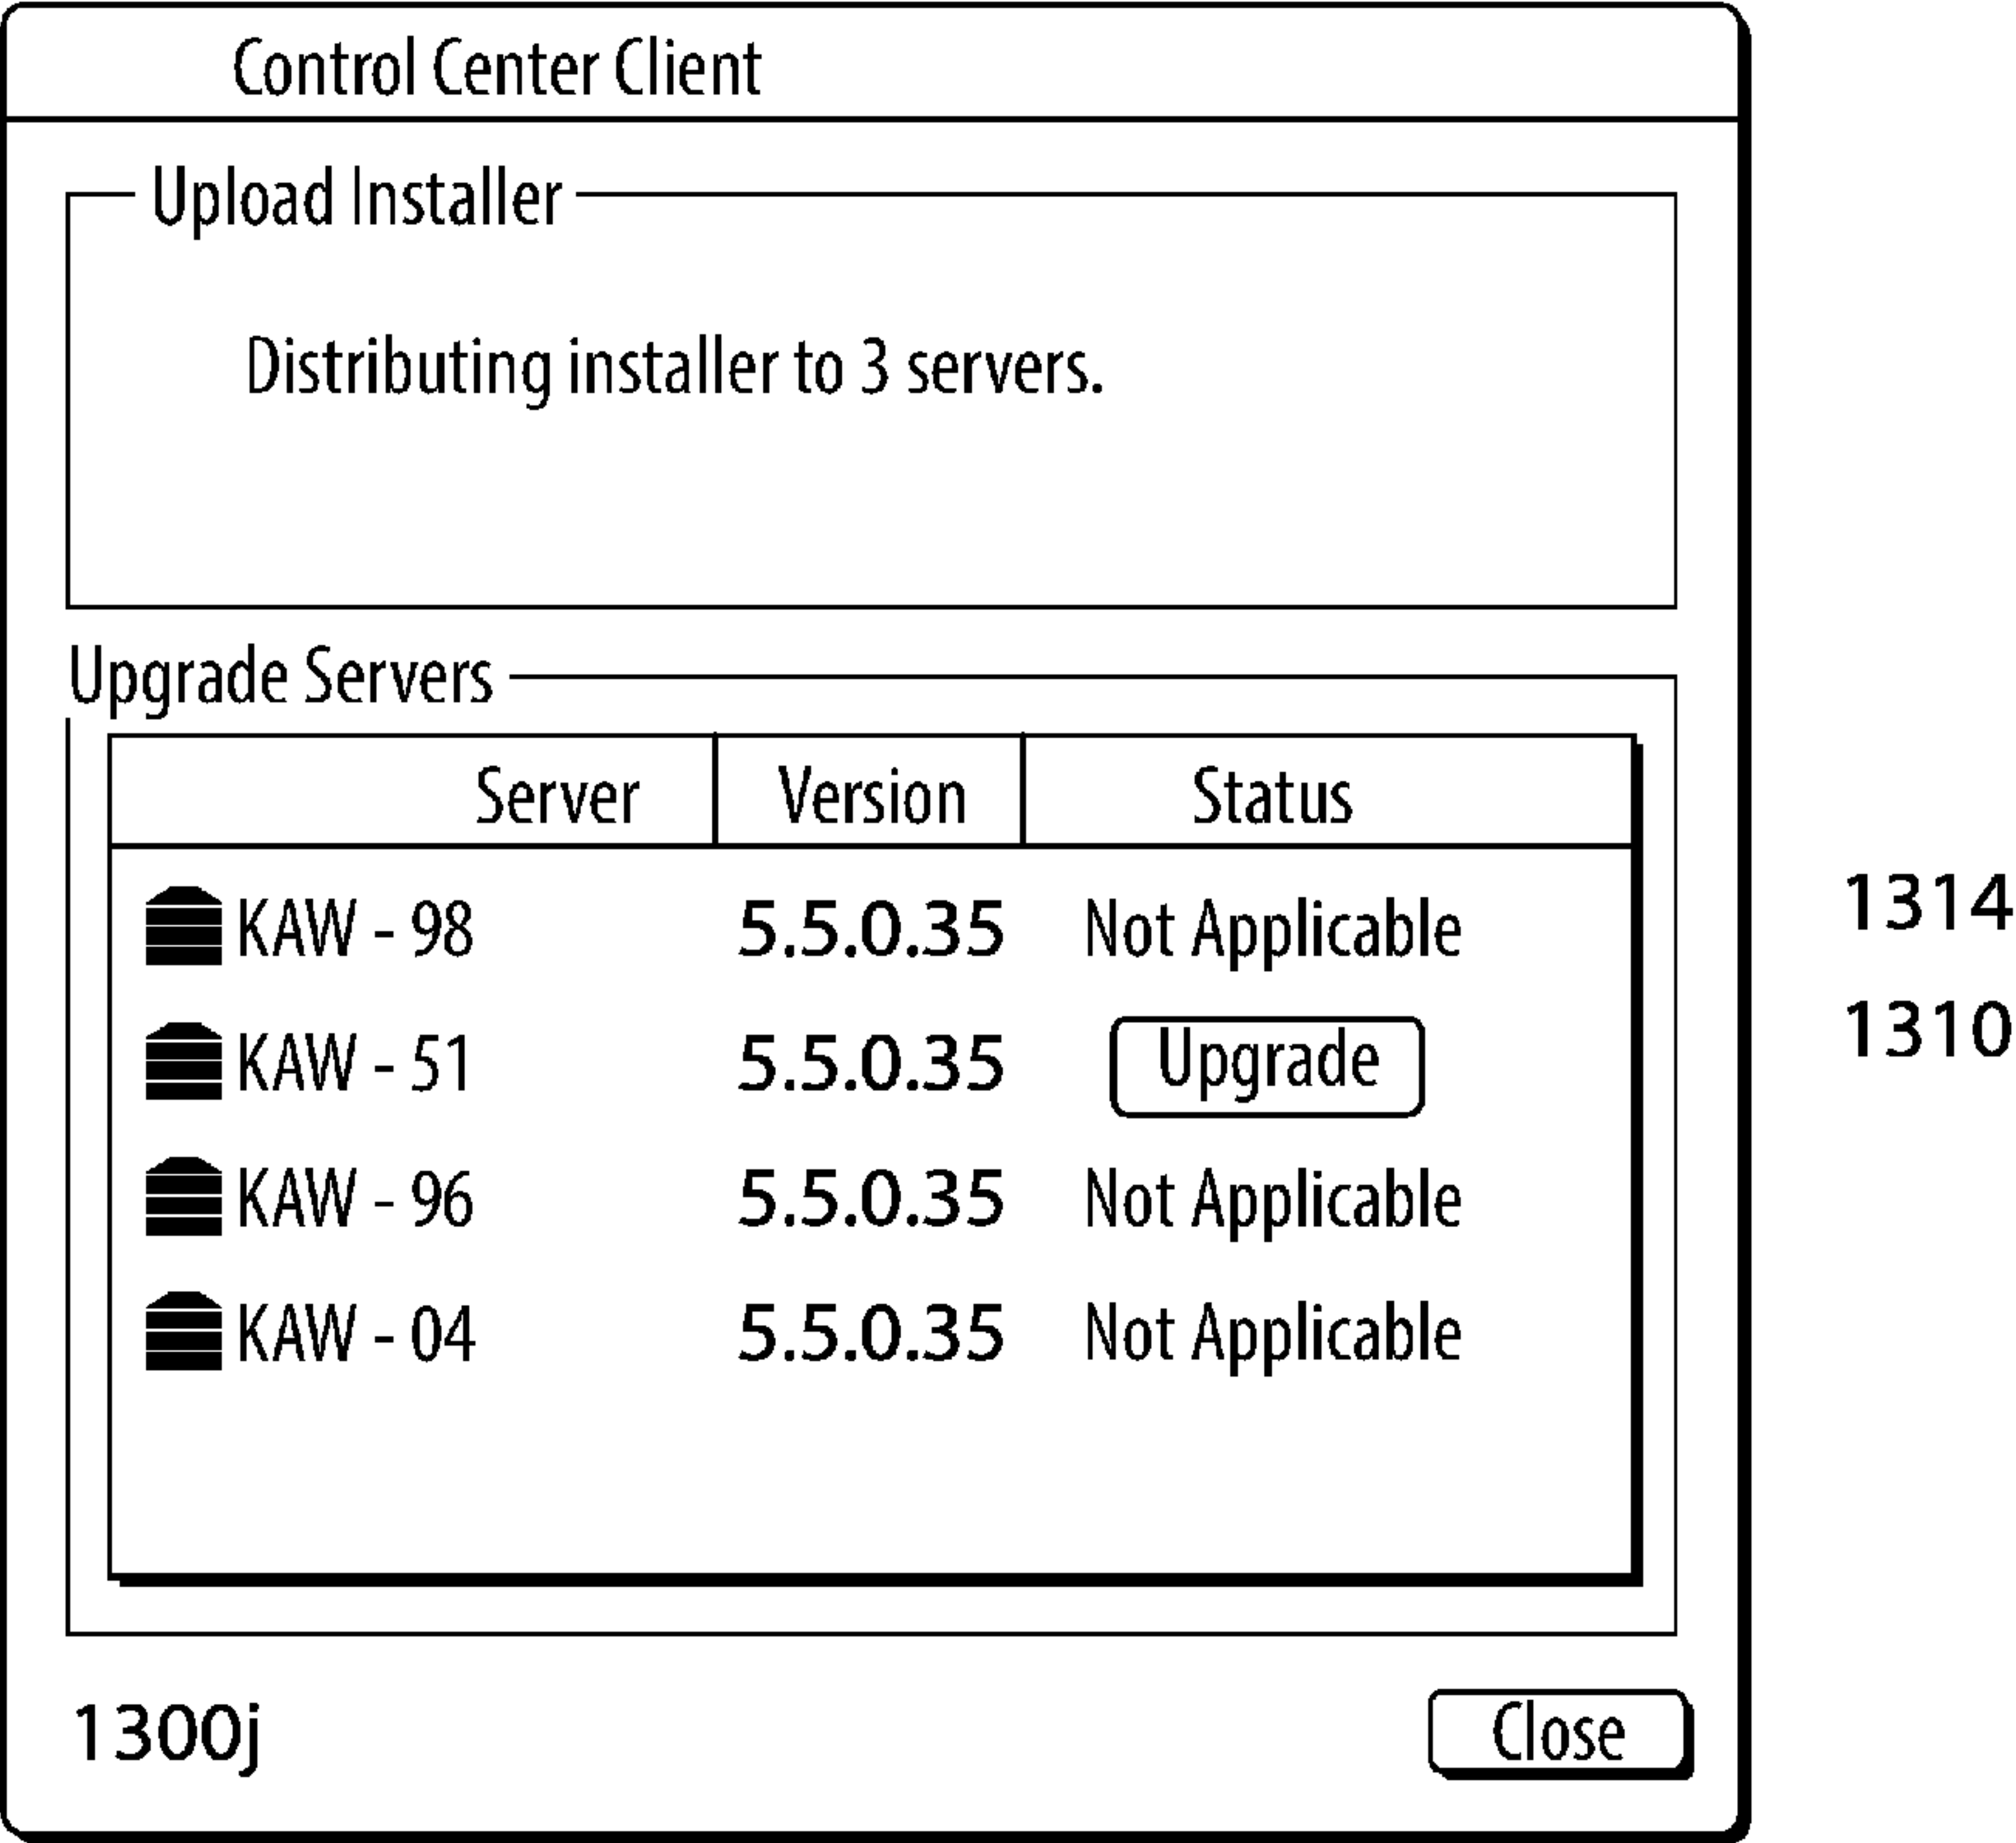 Control Center Client
Upload Installer
Distributing installer to 3 servers.
Upgrade Servers
Server Version Status
KAW - 98 5.5.0.35 Not Applicable 1314
KAW - 51 5.5.0.35 Upgrade 1310
KAW - 96 5.5.0.35 Not Applicable
KAW - 04 5.5.0.35 Not Applicable
1300j Close